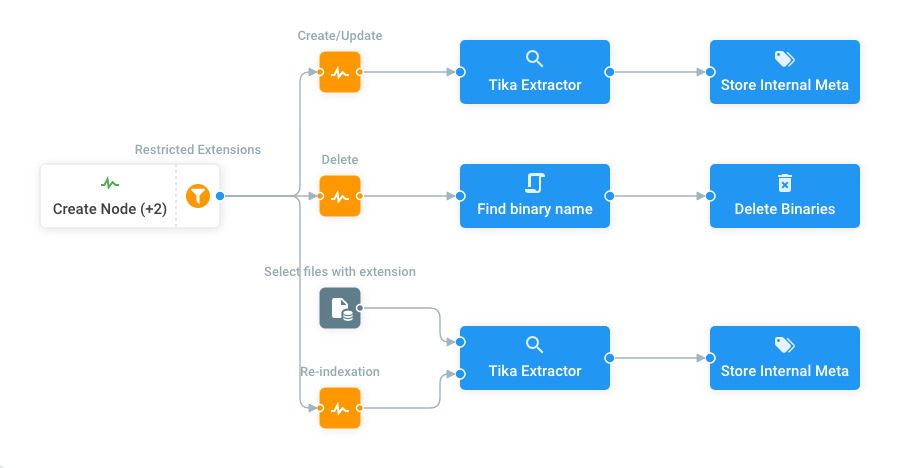 Create/Update
Tika Extractor
Store Internal Meta
Restricted Extensions
Create Node (+2)
Delete
Find binary name
Delete Binaries
Select files with extension
Re-indexation
Tika Extractor
Store Internal Meta